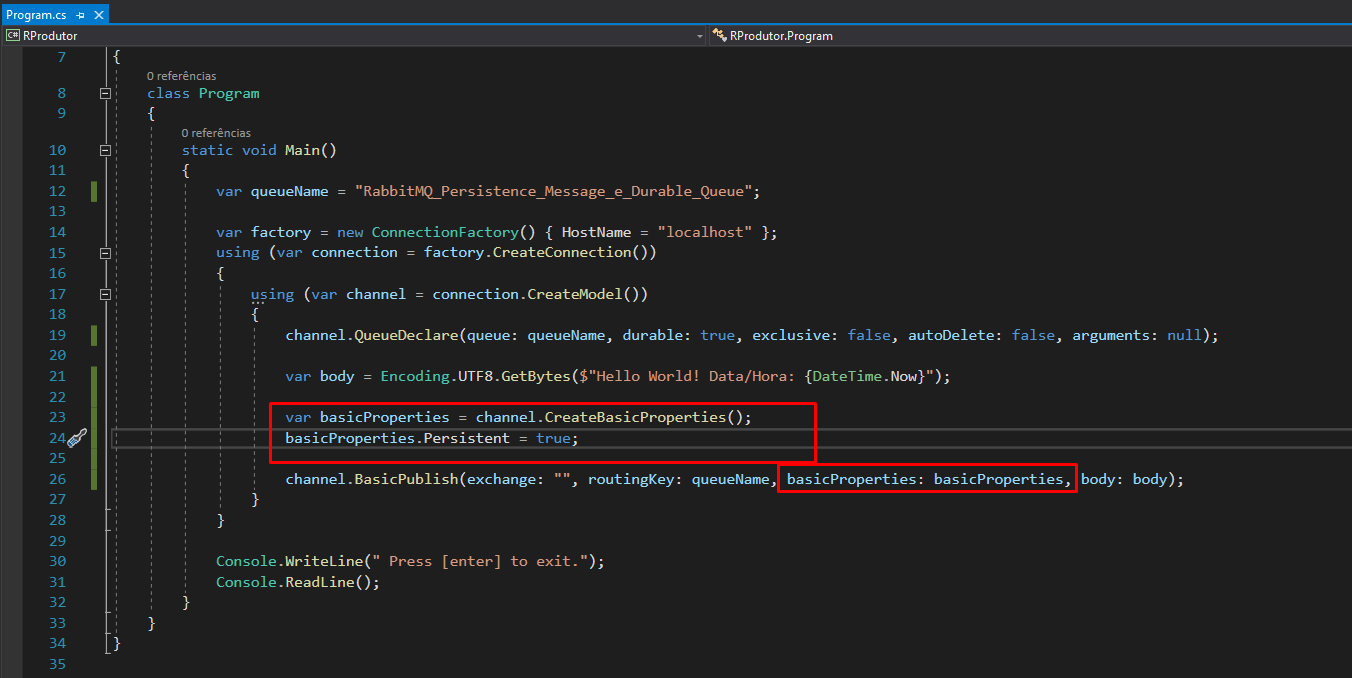 Program.cs
C# RProdutor RProdutor.Program
7 {
0 referências
8 class Program
9 {
0 referências
10 static void Main()
11 {
12 var queueName = "RabbitMQ_Persistence_Message_e_Durable_Queue";
13
14 var factory = new ConnectionFactory() { HostName = "localhost" };
15 using (var connection = factory.CreateConnection())
16 {
17 using (var channel = connection.CreateModel())
18 {
19 channel.QueueDeclare(queue: queueName, durable: true, exclusive: false, autoDelete: false, arguments: null);
20
21 var body = Encoding.UTF8.GetBytes($"Hello World! Data/Hora: {DateTime.Now}");
22
23 var basicProperties = channel.CreateBasicProperties();
24 basicProperties.Persistent = true;
25
26 channel.BasicPublish(exchange: "", routingKey: queueName, basicProperties: basicProperties, body: body);
27 }
28 }
29
30 Console.WriteLine(" Press [enter] to exit.");
31 Console.ReadLine();
32 }
33 }
34 }
35